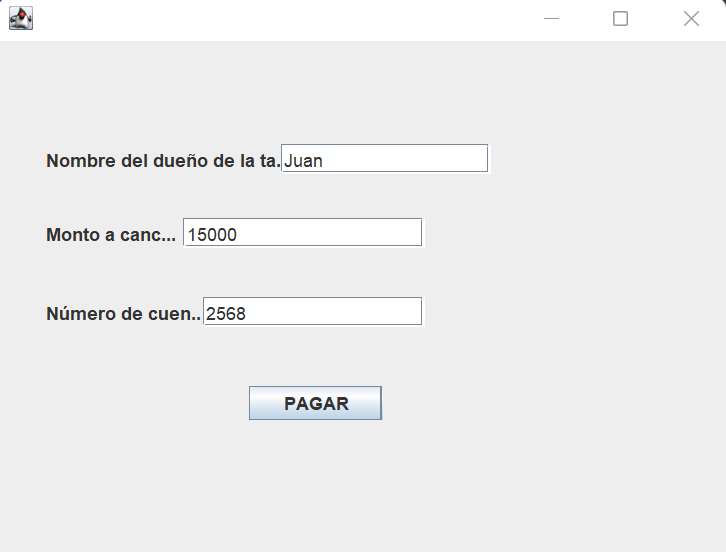 Nombre del dueño de la ta. Juan
Monto a canc... 15000
Número de cuen.. 2568
PAGAR